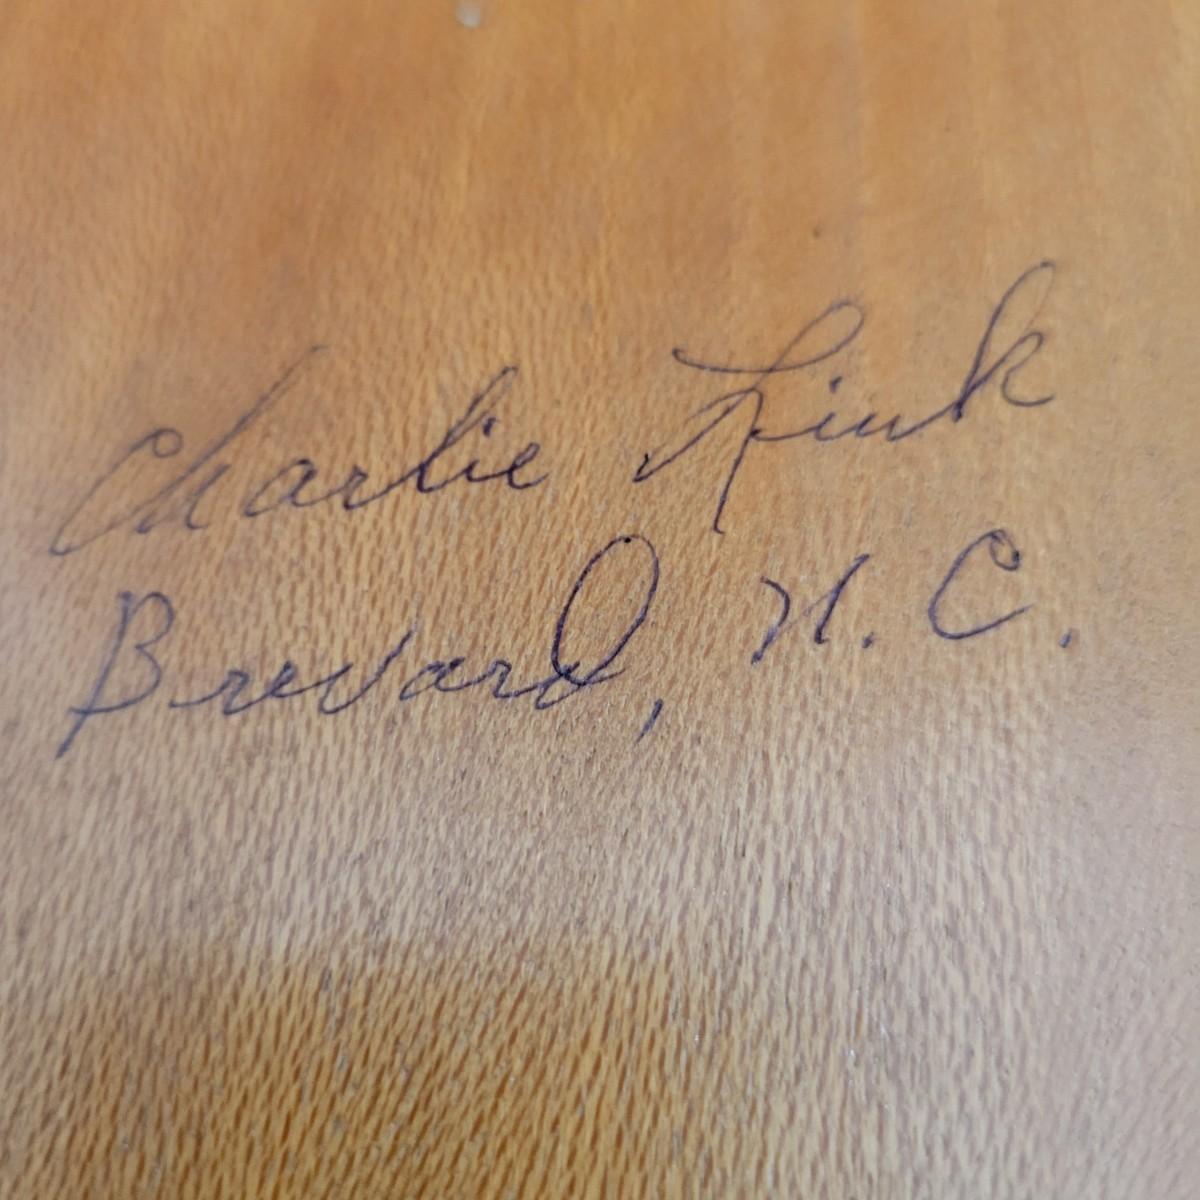 Charlie Link
Brevard, N. C.